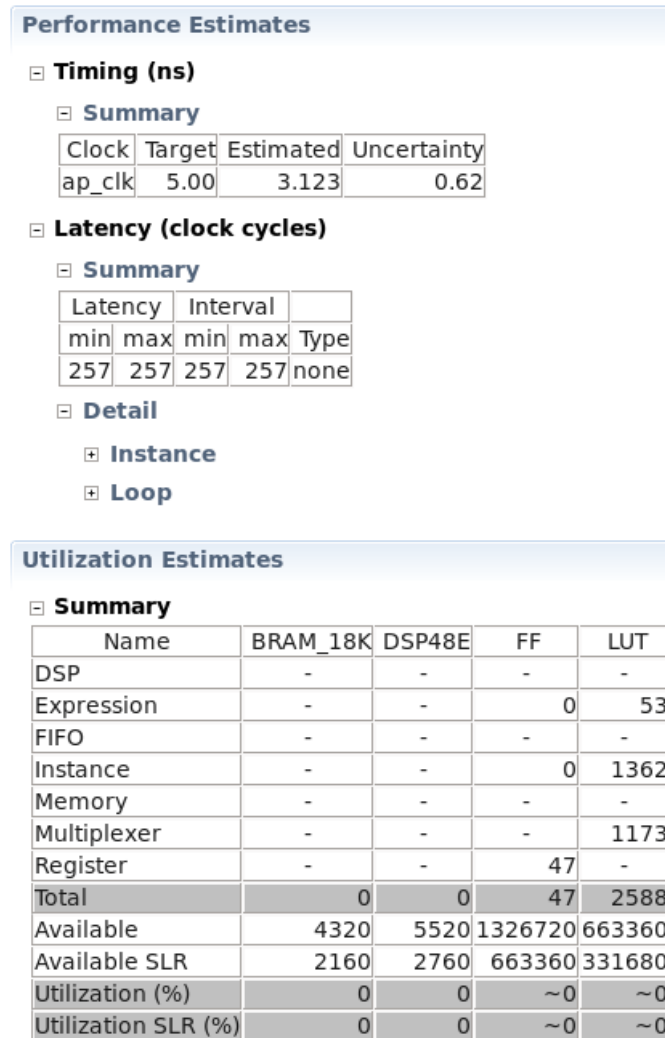 Performance Estimates
Timing (ns)
Summary
Clock Target Estimated Uncertainty
ap_clk 5.00 3.123 0.62
Latency (clock cycles)
Summary
Latency Interval
min max min max Type
257 257 257 257 none
Detail
Instance
Loop
Utilization Estimates
Summary
Name BRAM_18K DSP48E FF LUT
DSP - - - -
Expression - - 0 53
FIFO - - - -
Instance - - 0 1362
Memory - - - -
Multiplexer - - - 1173
Register - - 47 -
Total 0 0 47 2588
Available 4320 5520 1326720 663360
Available SLR 2160 2760 663360 331680
Utilization (%) 0 0 ~0 ~0
Utilization SLR (%) 0 0 ~0 ~0